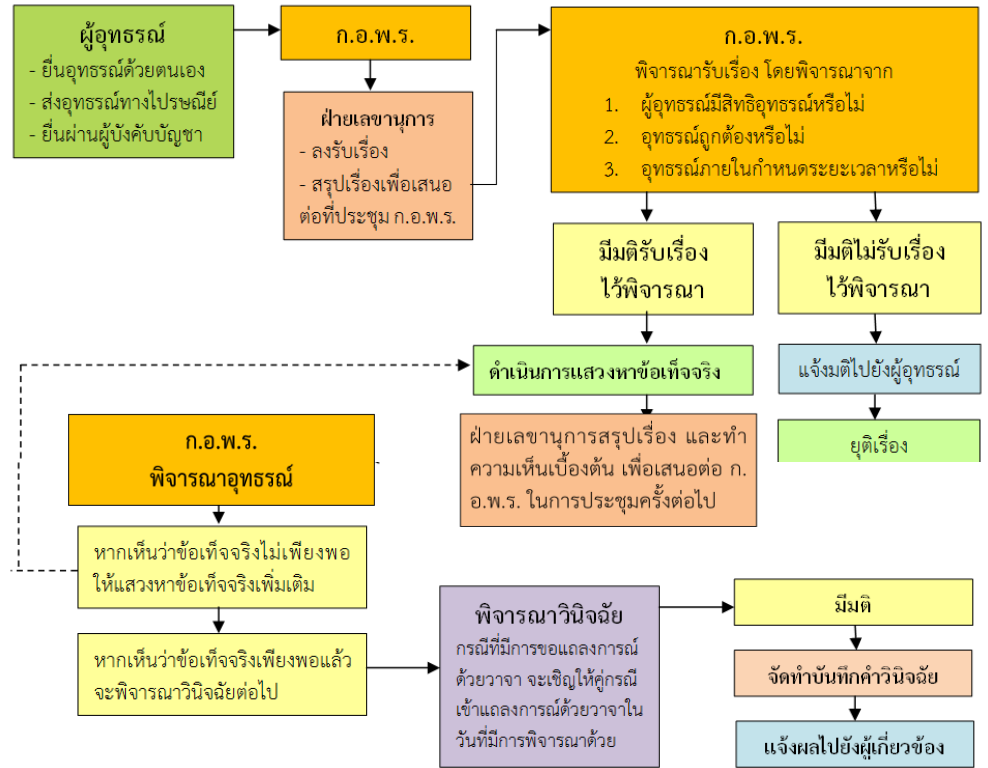 ผู้อุทธรณ์
- ยื่นอุทธรณ์ด้วยตนเอง
- ส่งอุทธรณ์ทางไปรษณีย์
- ยื่นผ่านผู้บังคับบัญชา
ก.อ.พ.ร.
ฝ่ายเลขานุการ
- ลงรับเรื่อง
- สรุปเรื่องเพื่อเสนอ
ต่อที่ประชุม ก.อ.พ.ร.
ก.อ.พ.ร.
พิจารณารับเรื่อง โดยพิจารณาจาก
1. ผู้อุทธรณ์มีสิทธิอุทธรณ์หรือไม่
2. อุทธรณ์ถูกต้องหรือไม่
3. อุทธรณ์ภายในกำหนดระยะเวลาหรือไม่
มีมติรับเรื่อง
ไว้พิจารณา
มีมติไม่รับเรื่อง
ไว้พิจารณา
ดำเนินการแสวงหาข้อเท็จจริง
แจ้งมติไปยังผู้อุทธรณ์
ยุติเรื่อง
ฝ่ายเลขานุการสรุปเรื่อง และทำ
ความเห็นเบื้องต้น เพื่อเสนอต่อ ก.
อ.พ.ร. ในการประชุมครั้งต่อไป
ก.อ.พ.ร.
พิจารณาอุทธรณ์
หากเห็นว่าข้อเท็จจริงไม่เพียงพอ
ให้แสวงหาข้อเท็จจริงเพิ่มเติม
หากเห็นว่าข้อเท็จจริงเพียงพอแล้ว
จะพิจารณาวินิจฉัยต่อไป
พิจารณาวินิจฉัย
กรณีที่มีการขอแถลงการณ์
ด้วยวาจา จะเชิญให้คู่กรณี
เข้าแถลงการณ์ด้วยวาจาใน
วันที่มีการพิจารณาด้วย
มีมติ
จัดทำบันทึกคำวินิจฉัย
แจ้งผลไปยังผู้เกี่ยวข้อง